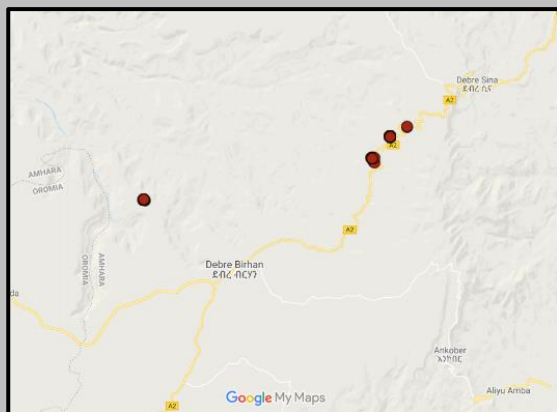 Debre Sina
ደብረ ሲና
A2
A2
AMHARA
OROMIA
A2
OROMIA
AMHARA
Debre Birhan
ደብረ ብርሃን
da
Ankober
አንኮበር
Aliyu Amba
A2
Google My Maps